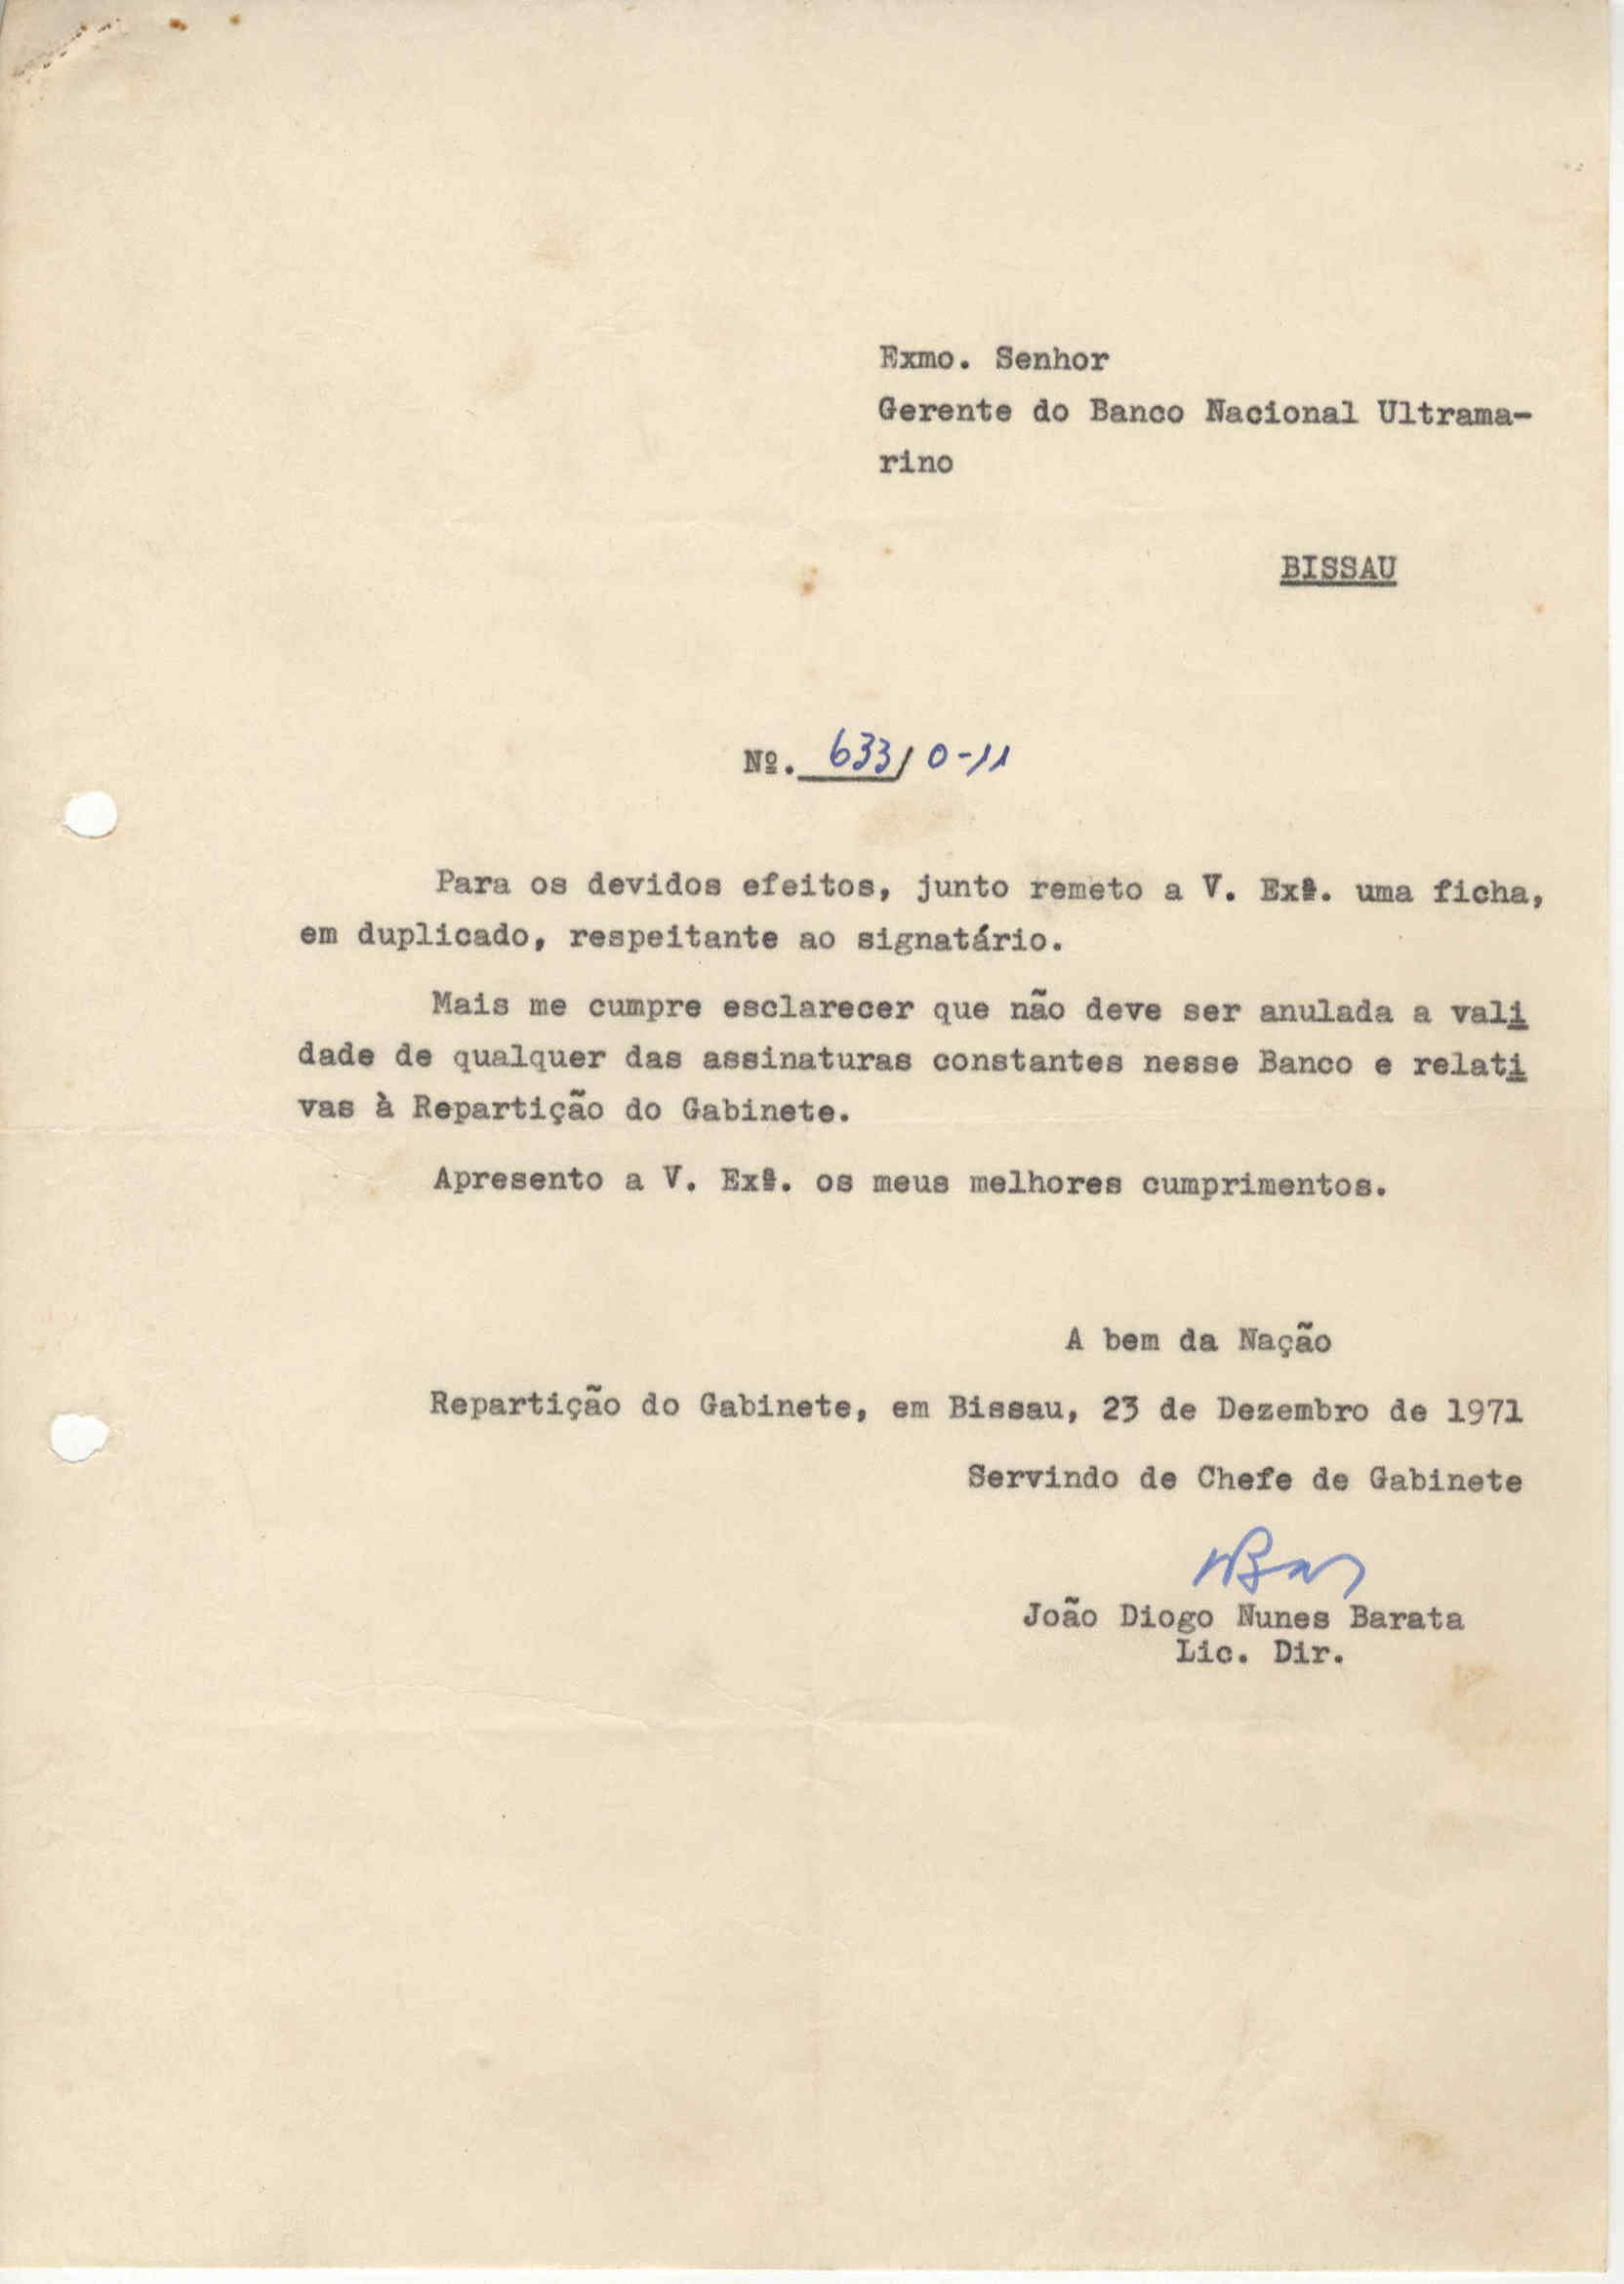 Exmo. Senhor
Gerente do Banco Nacional Ultrama-
rino
BISSAU
Nº. 633/ 0-11
Para os devidos efeitos, junto remeto a V. Exª. uma ficha,
em duplicado, respeitante ao signatário.
Mais me cumpre esclarecer que não deve ser anulada a vali
dade de qualquer das assinaturas constantes nesse Banco e relati
vas à Repartição do Gabinete.
Apresento a V. Exª. os meus melhores cumprimentos.
A bem da Nação
Repartição do Gabinete, em Bissau, 23 de Dezembro de 1971
Servindo de Chefe de Gabinete
João Diogo Nunes Barata
Lic. Dir.